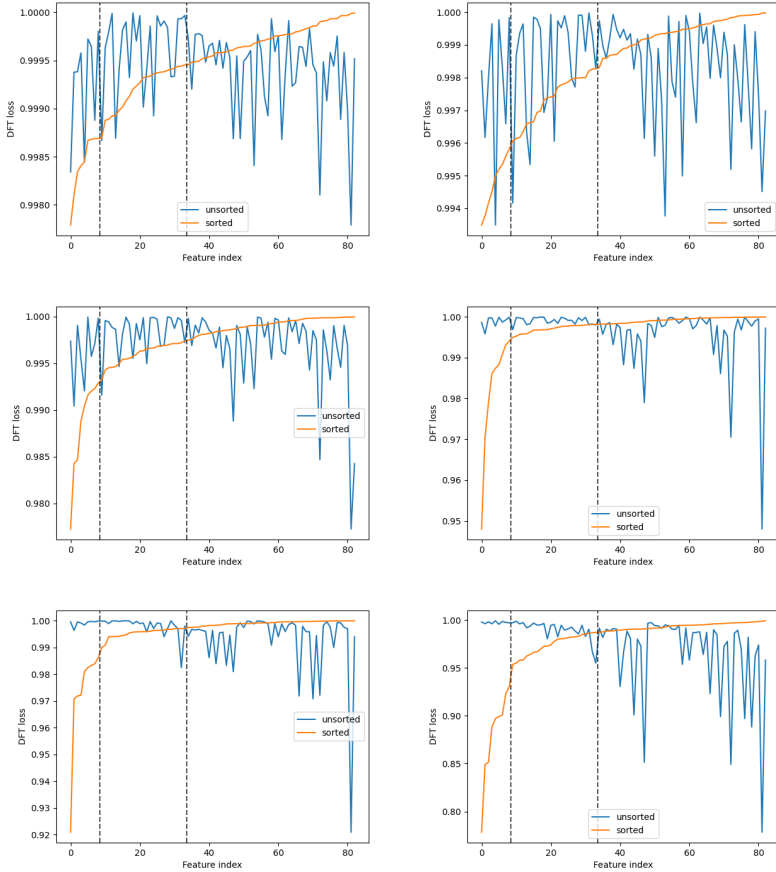 1.0000
0.9995
0.9990
0.9985
0.9980
DFT loss
unsorted
sorted
0 20 40 60 80
Feature index
1.000
0.999
0.998
0.997
0.996
0.995
0.994
DFT loss
unsorted
sorted
0 20 40 60 80
Feature index
1.000
0.995
0.990
0.985
0.980
DFT loss
unsorted
sorted
0 20 40 60 80
Feature index
1.00
0.99
0.98
0.97
0.96
0.95
DFT loss
unsorted
sorted
0 20 40 60 80
Feature index
1.00
0.99
0.98
0.97
0.96
0.95
0.94
0.93
0.92
DFT loss
unsorted
sorted
0 20 40 60 80
Feature index
1.00
0.95
0.90
0.85
0.80
DFT loss
unsorted
sorted
0 20 40 60 80
Feature index